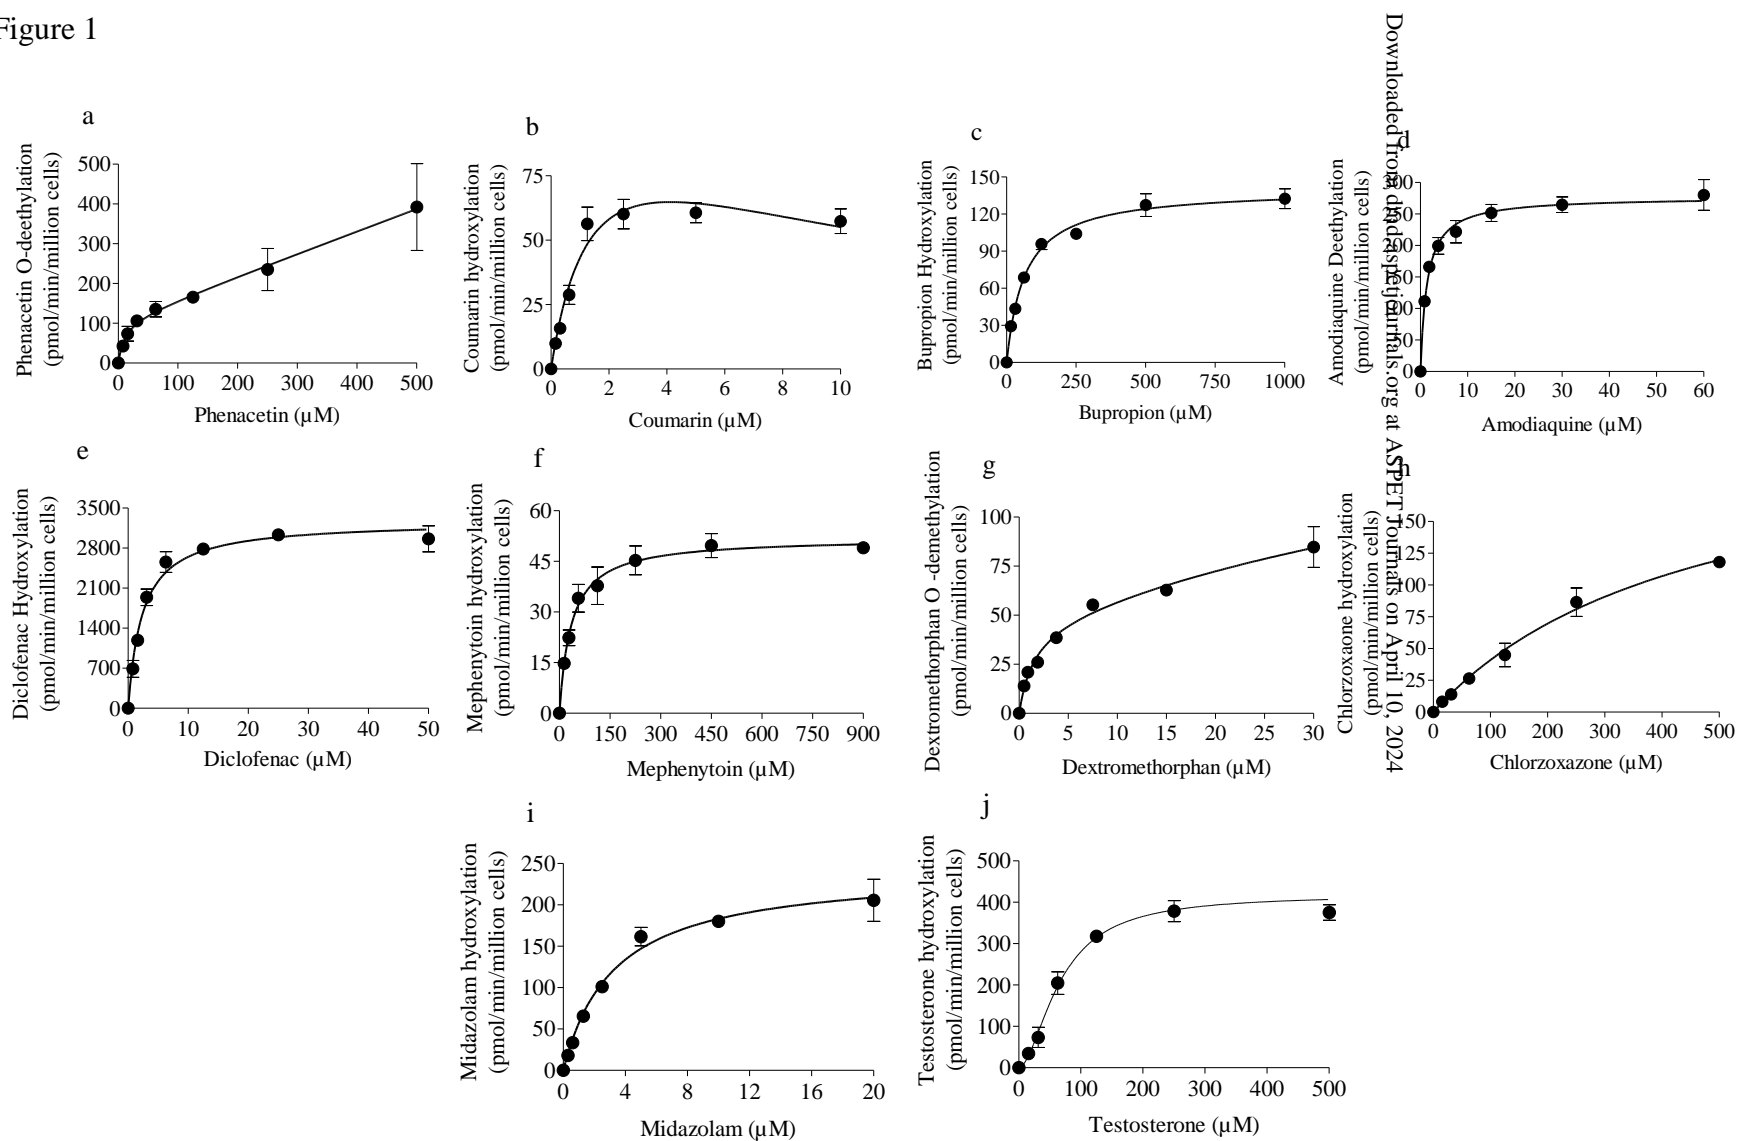 Figure 1
a
Phenacetin O-deethylation
(pmol/min/million cells)
500
400
300
200
100
0
0 100 200 300 400 500
Phenacetin (µM)
b
Coumarin hydroxylation
(pmol/min/million cells)
75
50
25
0
0 2 4 6 8 10
Coumarin (µM)
c
Bupropion Hydroxylation
(pmol/min/million cells)
150
120
90
60
30
0
0 250 500 750 1000
Bupropion (µM)
d
Amodiaquine Deethylation
(pmol/min/million cells)
300
250
200
150
100
50
0
0 10 20 30 40 50 60
Amodiaquine (µM)
e
Diclofenac Hydroxylation
(pmol/min/million cells)
3500
2800
2100
1400
700
0
0 10 20 30 40 50
Diclofenac (µM)
f
Mephenytoin hydroxylation
(pmol/min/million cells)
60
45
30
15
0
0 150 300 450 600 750 900
Mephenytoin (µM)
g
Dextromethorphan O -demethylation
(pmol/min/million cells)
100
75
50
25
0
0 5 10 15 20 25 30
Dextromethorphan (µM)
h
Chlorzoxazone hydroxylation
(pmol/min/million cells)
150
125
100
75
50
25
0
0 100 200 300 400 500
Chlorzoxazone (µM)
i
Midazolam hydroxylation
(pmol/min/million cells)
250
200
150
100
50
0
0 4 8 12 16 20
Midazolam (µM)
j
Testosterone hydroxylation
(pmol/min/million cells)
500
400
300
200
100
0
0 100 200 300 400 500
Testosterone (µM)
Downloaded from dmd.aspetjournals.org at ASPET Journals on April 10, 2024